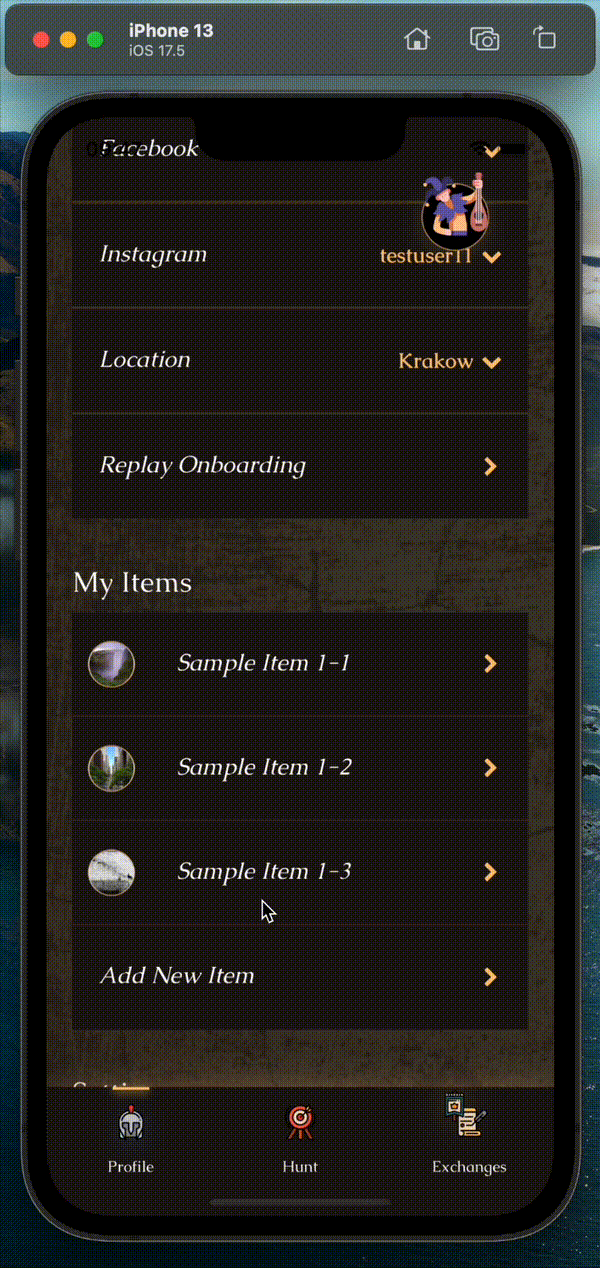 iPhone 13
iOS 17.5
Facebook
Instagram
testuser11
Location
Krakow
Replay Onboarding
My Items
Sample Item 1-1
Sample Item 1-2
Sample Item 1-3
Add New Item
Profile
Hunt
Exchanges